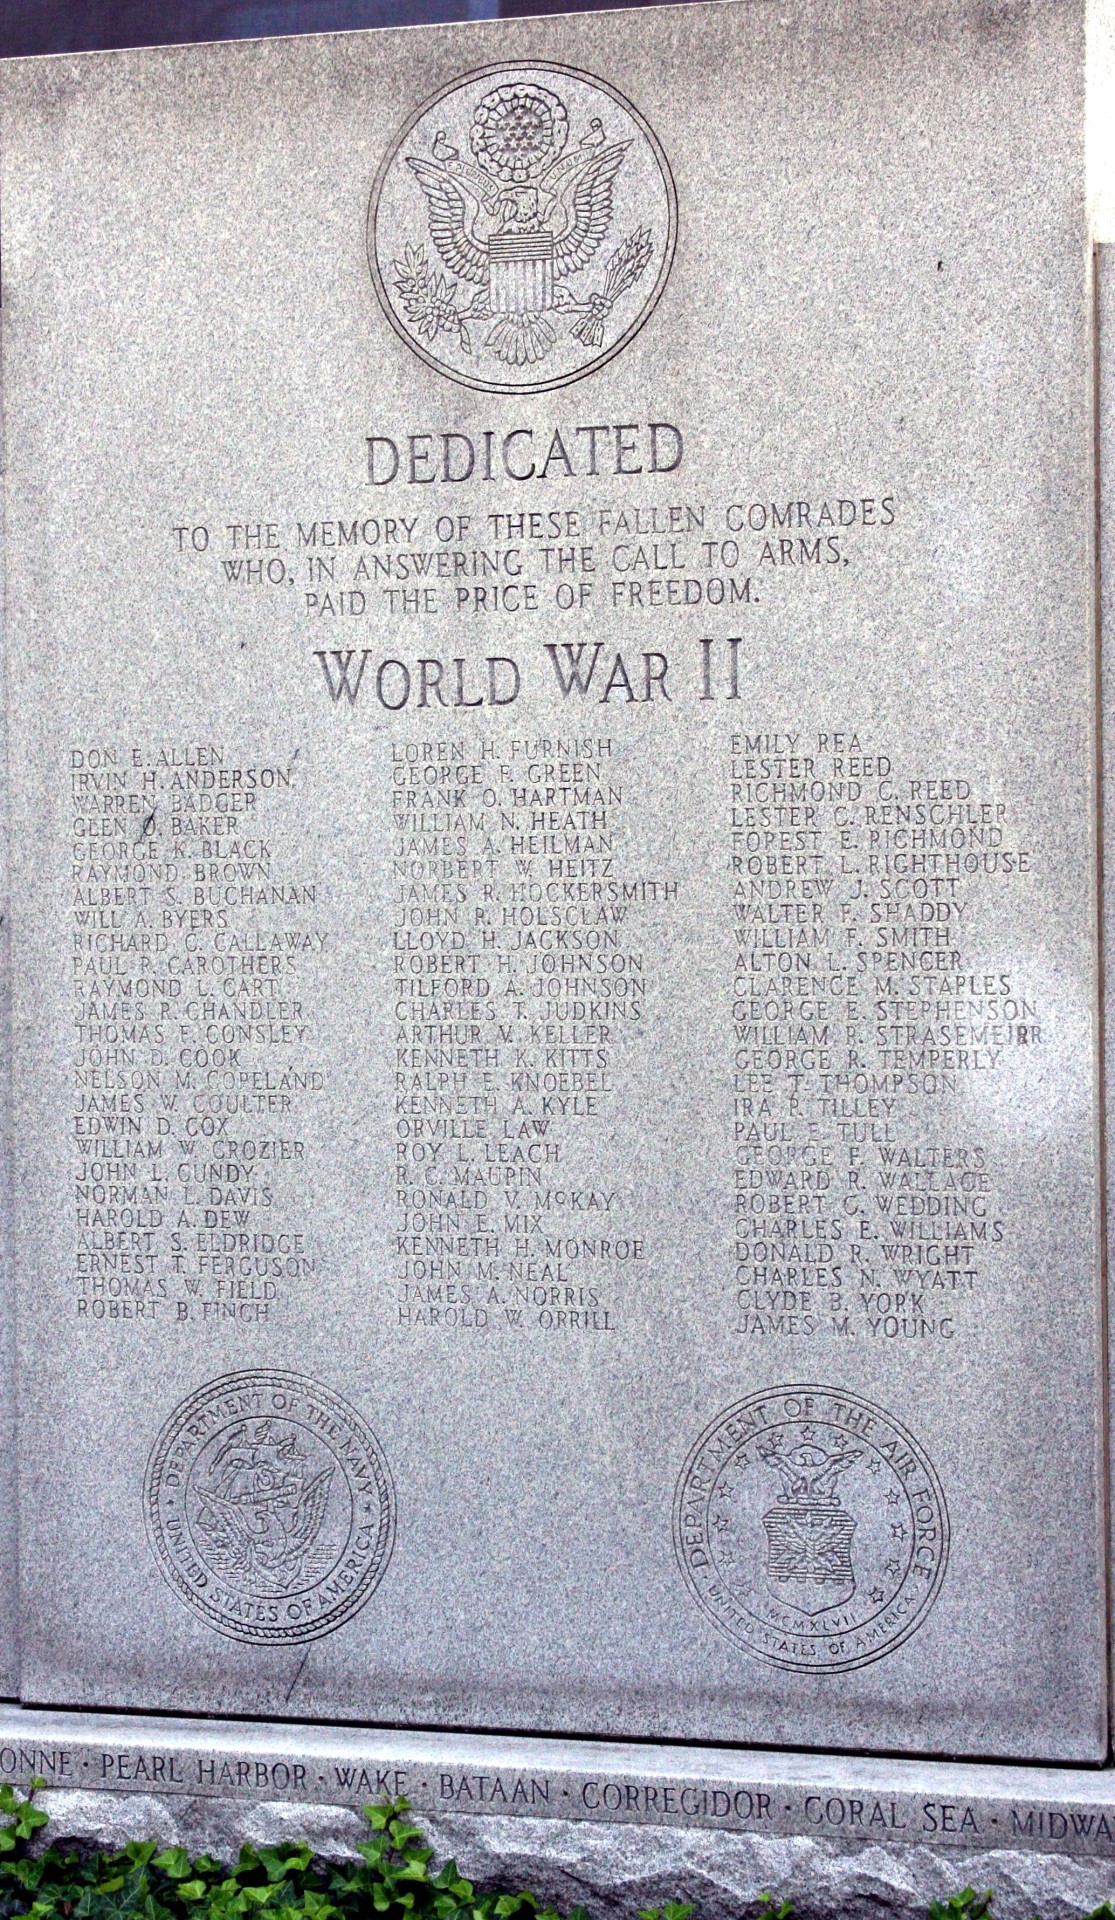 DEDICATED
TO THE MEMORY OF THESE FALLEN COMRADES
WHO, IN ANSWERING THE CALL TO ARMS,
PAID THE PRICE OF FREEDOM.
WORLD WAR II
DON E. ALLEN
IRVIN H. ANDERSON
WARREN BADGER
GLEN O. BAKER
GEORGE K. BLACK
RAYMOND BROWN
ALBERT S. BUCHANAN
WILL A. BYERS
RICHARD C. CALLAWAY
PAUL R. CAROTHERS
RAYMOND L. CART
JAMES R. CHANDLER
THOMAS F. CONSLEY
JOHN D. COOK
NELSON M. COPELAND
JAMES W. COULTER
EDWIN D. COX
WILLIAM W. CROZIER
JOHN L. CUNDY
NORMAN L. DAVIS
HAROLD A. DEW
ALBERT S. ELDRIDGE
ERNEST T. FERGUSON
THOMAS W. FIELD
ROBERT B. FINCH
LOREN H. FURNISH
GEORGE F. GREEN
FRANK O. HARTMAN
WILLIAM N. HEATH
JAMES A. HEILMAN
NORBERT W. HEITZ
JAMES R. HOCKERSMITH
JOHN R. HOLSCLAW
LLOYD H. JACKSON
ROBERT H. JOHNSON
TILFORD A. JOHNSON
CHARLES T. JUDKINS
ARTHUR V. KELLER
KENNETH K. KITTS
RALPH E. KNOEBEL
KENNETH A. KYLE
ORVILLE LAW
ROY L. LEACH
R. C. MAUPIN
RONALD V. McKAY
JOHN E. MIX
KENNETH H. MONROE
JOHN M. NEAL
JAMES A. NORRIS
HAROLD W. ORRILL
EMILY REA
LESTER REED
RICHMOND C. REED
LESTER C. RENSCHLER
FOREST E. RICHMOND
ROBERT L. RIGHTHOUSE
ANDREW J. SCOTT
WALTER F. SHADDY
WILLIAM F. SMITH
ALTON L. SPENCER
CLARENCE M. STAPLES
GEORGE E. STEPHENSON
WILLIAM R. STRASEMEIRR
GEORGE R. TEMPERLY
LEE T. THOMPSON
IRA R. TILLEY
PAUL E. TULL
GEORGE F. WALTERS
EDWARD R. WALLACE
ROBERT C. WEDDING
CHARLES E. WILLIAMS
DONALD R. WRIGHT
CHARLES N. WYATT
CLYDE B. YORK
JAMES M. YOUNG
DEPARTMENT OF THE NAVY
UNITED STATES OF AMERICA
DEPARTMENT OF THE AIR FORCE
MCMXLVII
UNITED STATES OF AMERICA
ONNE · PEARL HARBOR · WAKE · BATAAN · CORREGIDOR · CORAL SEA · MIDWA